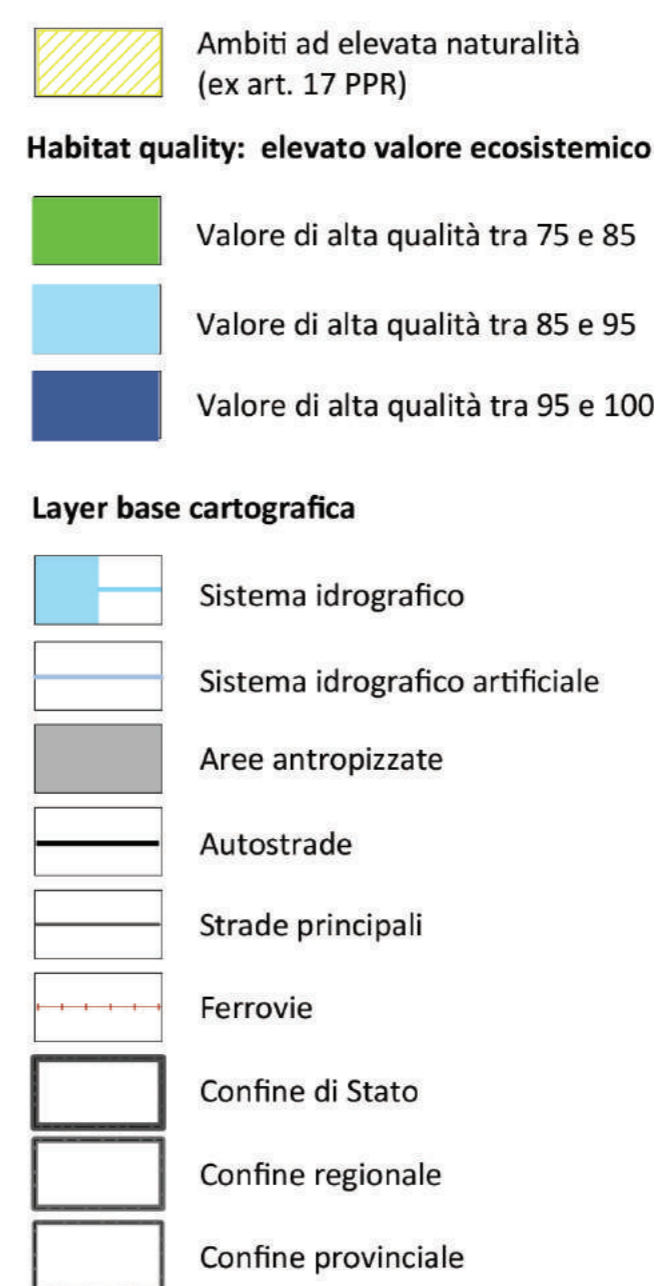 Ambiti ad elevata naturalità
(ex art. 17 PPR)
Habitat quality: elevato valore ecosistemico
Valore di alta qualità tra 75 e 85
Valore di alta qualità tra 85 e 95
Valore di alta qualità tra 95 e 100
Layer base cartografica
Sistema idrografico
Sistema idrografico artificiale
Aree antropizzate
Autostrade
Strade principali
Ferrovie
Confine di Stato
Confine regionale
Confine provinciale